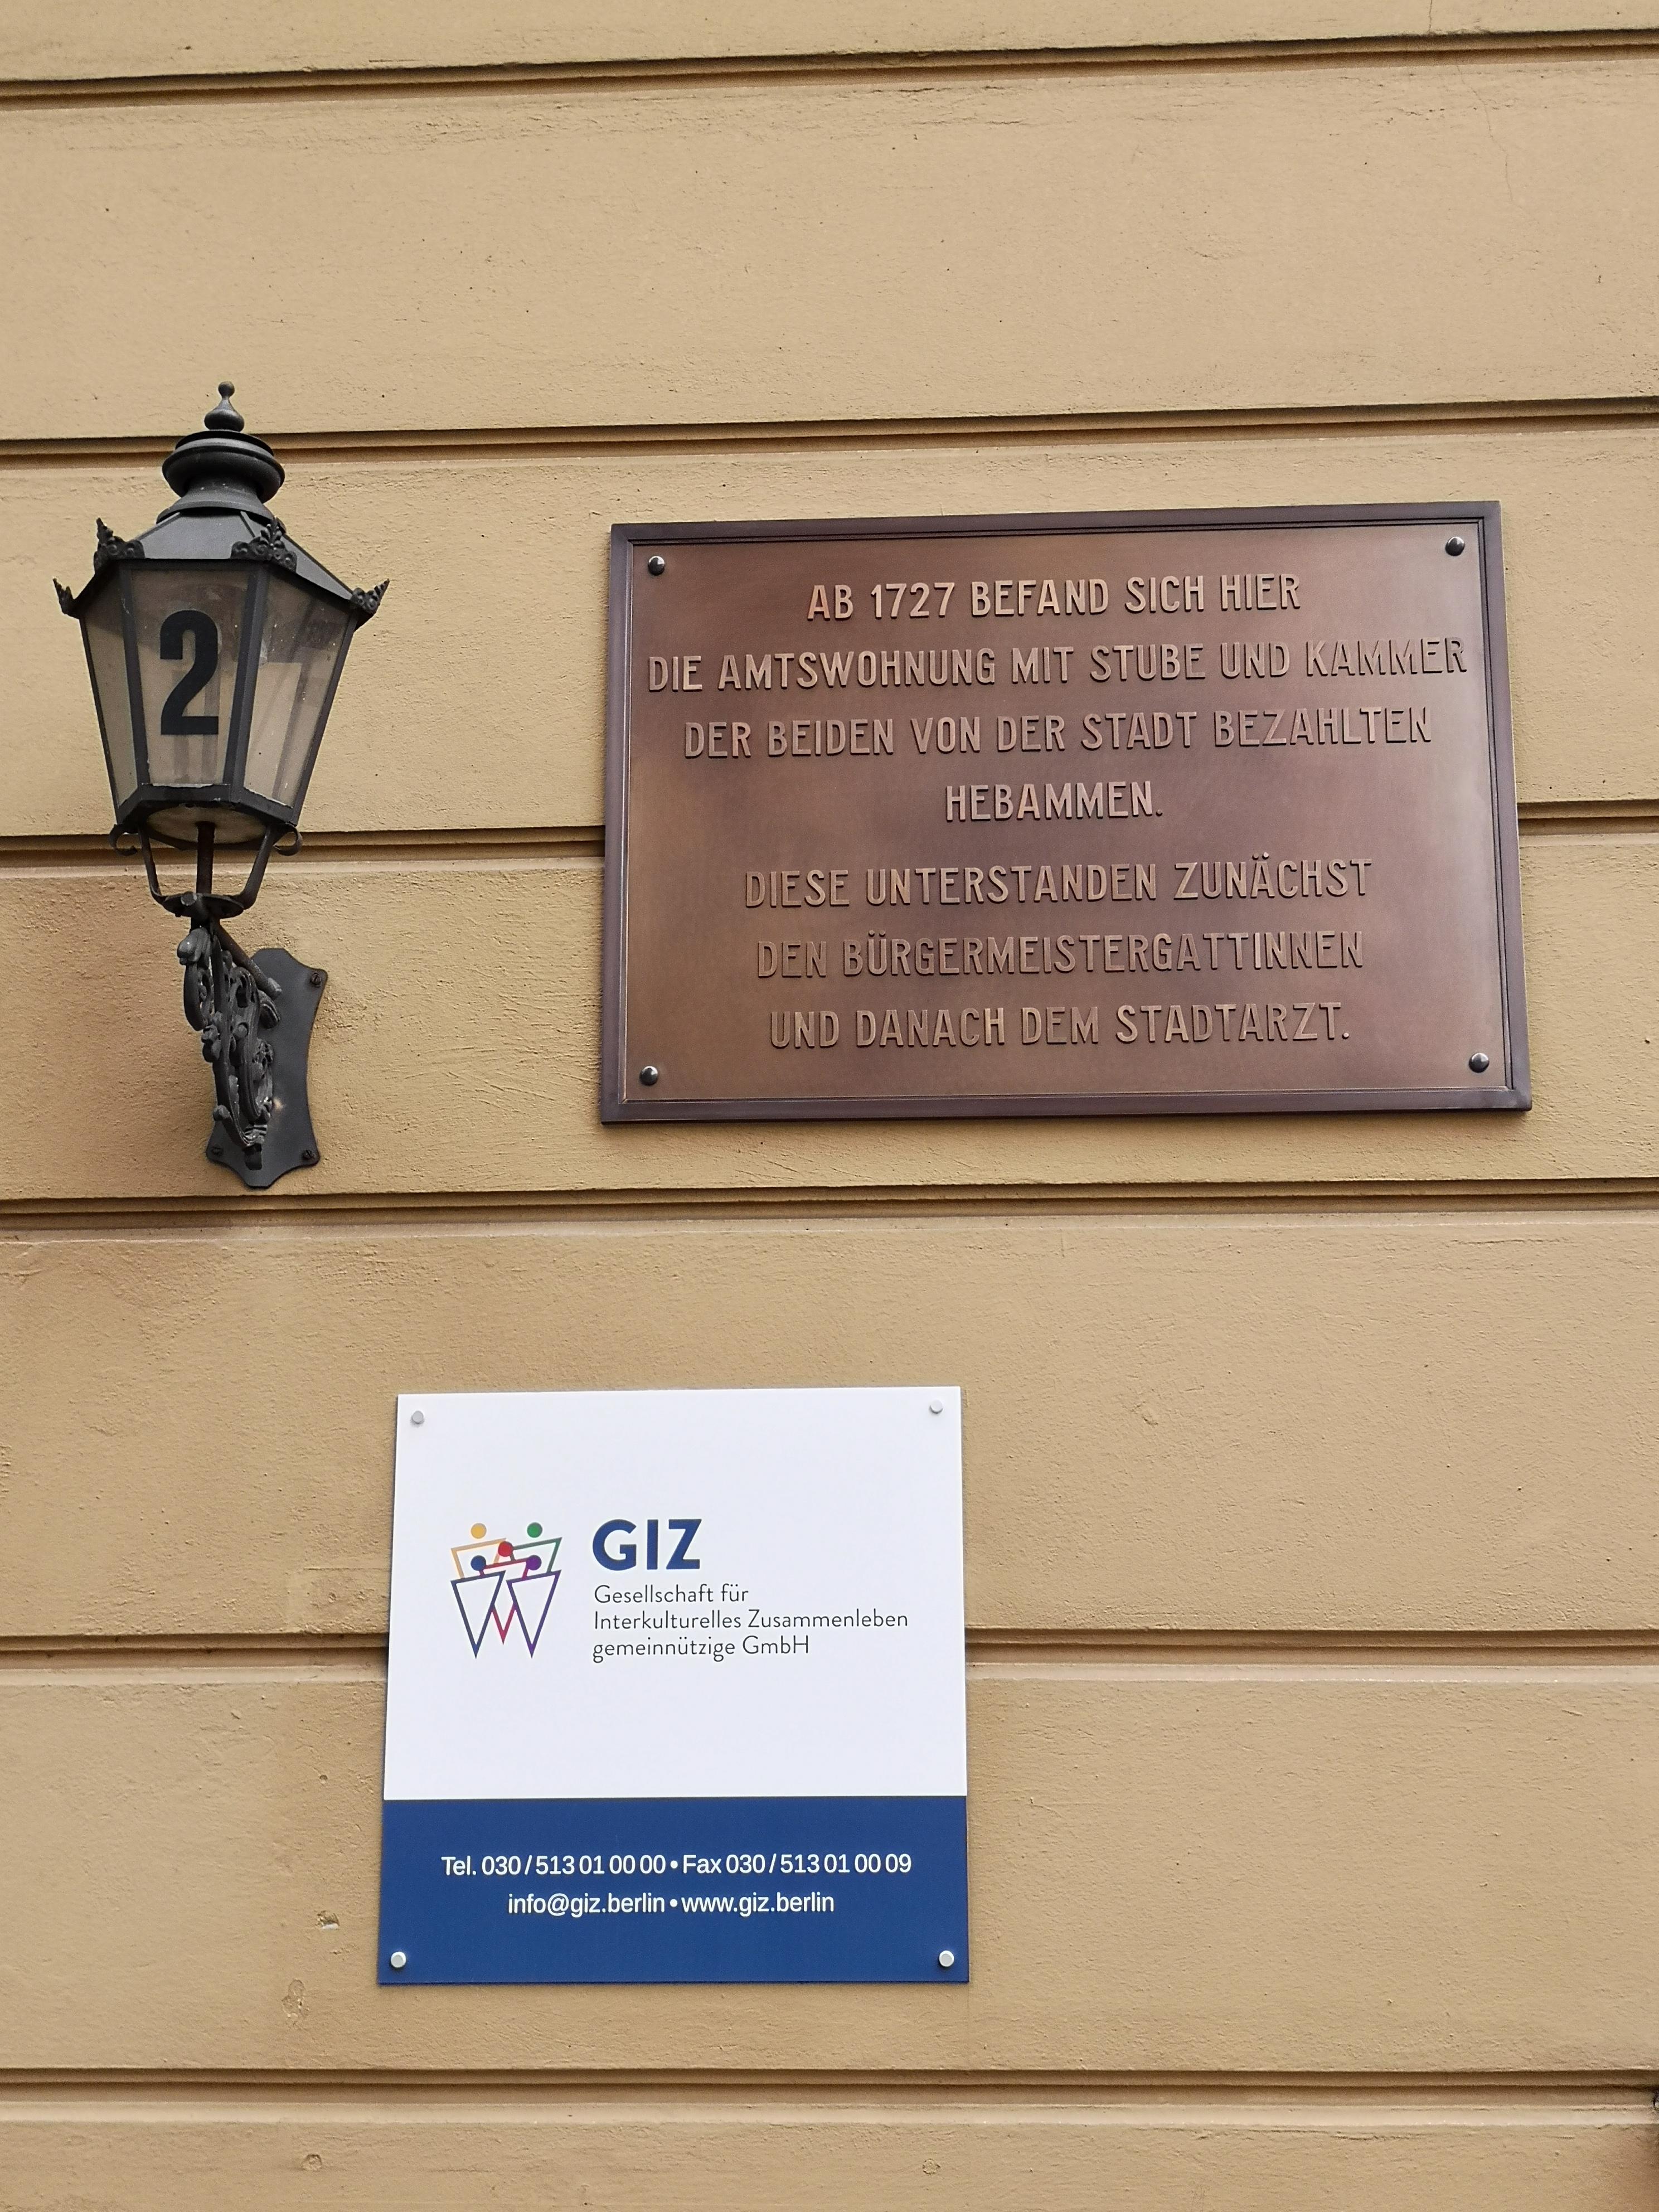 2
AB 1727 BEFAND SICH HIER
DIE AMTSWOHNUNG MIT STUBE UND KAMMER
DER BEIDEN VON DER STADT BEZAHLTEN
HEBAMMEN.
DIESE UNTERSTANDEN ZUNÄCHST
DEN BÜRGERMEISTERGATTINNEN
UND DANACH DEM STADTARZT.
GIZ
Gesellschaft für
Interkulturelles Zusammenleben
gemeinnützige GmbH
Tel. 030 / 513 01 00 00 • Fax 030 / 513 01 00 09
info@giz.berlin • www.giz.berlin